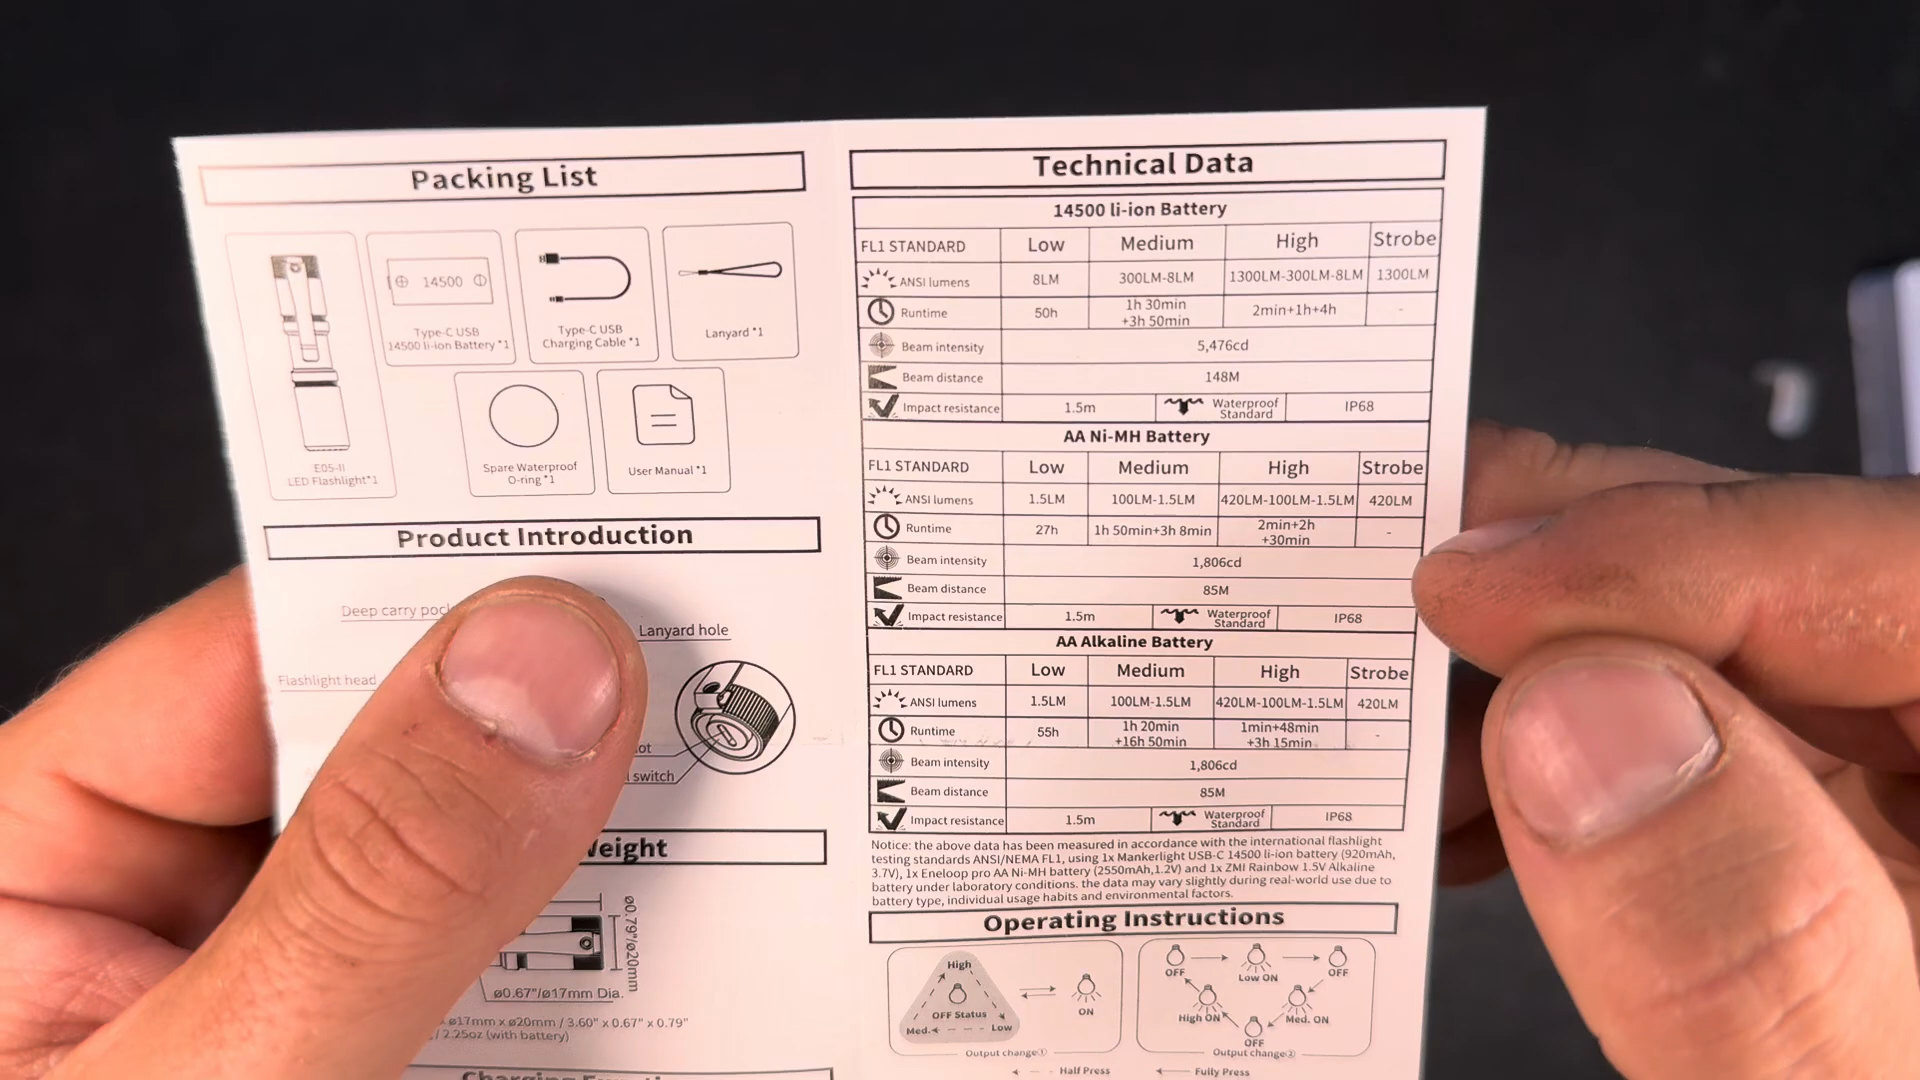 Packing List
14500
Type-C USB
14500 li-ion Battery *1
Type-C USB
Charging Cable *1
Lanyard *1
E05-II
LED Flashlight*1
Spare Waterproof
O-ring *1
User Manual *1
Product Introduction
Deep carry
Lanyard hole
Flashlight head
switch
Weight
ø0.79"/ø20mm
ø0.67"/ø17mm Dia.
ø17mm x ø20mm / 3.60" x 0.67" x 0.79"
/ 2.25oz (with battery)
Technical Data
14500 li-ion Battery
FL1 STANDARD Low Medium High Strobe
ANSI lumens 8LM 300LM-8LM 1300LM-300LM-8LM 1300LM
Runtime 50h 1h 30min +3h 50min 2min+1h+4h -
Beam intensity 5,476cd
Beam distance 148M
Impact resistance 1.5m Waterproof Standard IP68
AA Ni-MH Battery
FL1 STANDARD Low Medium High Strobe
ANSI lumens 1.5LM 100LM-1.5LM 420LM-100LM-1.5LM 420LM
Runtime 27h 1h 50min+3h 8min 2min+2h +30min -
Beam intensity 1,806cd
Beam distance 85M
Impact resistance 1.5m Waterproof Standard IP68
AA Alkaline Battery
FL1 STANDARD Low Medium High Strobe
ANSI lumens 1.5LM 100LM-1.5LM 420LM-100LM-1.5LM 420LM
Runtime 55h 1h 20min +16h 50min 1min+48min +3h 15min -
Beam intensity 1,806cd
Beam distance 85M
Impact resistance 1.5m Waterproof Standard IP68
Notice: the above data has been measured in accordance with the international flashlight
testing standards ANSI/NEMA FL1, using 1x Mankerlight USB-C 14500 li-ion battery (920mAh,
3.7V), 1x Eneloop pro AA Ni-MH battery (2550mAh,1.2V) and 1x ZMI Rainbow 1.5V Alkaline
battery under laboratory conditions. the data may vary slightly during real-world use due to
battery type, individual usage habits and environmental factors.
Operating Instructions
High
OFF Status
Med. Low
ON
Output change①
OFF Low ON OFF
High ON Med. ON
OFF
Output change②
Half Press Fully Press